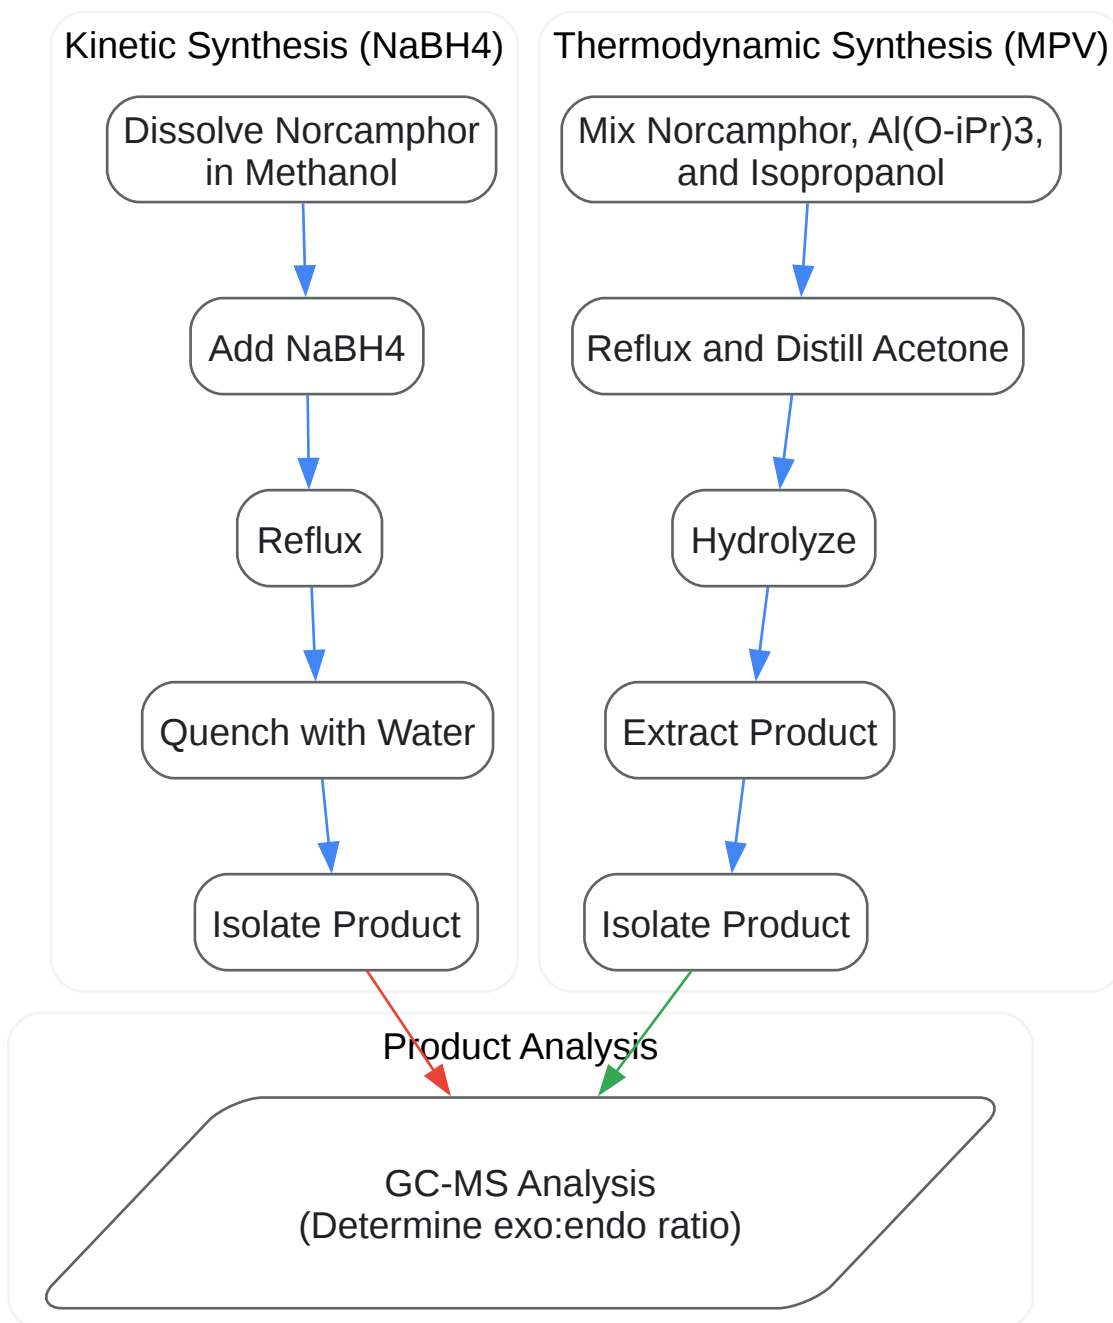 Kinetic Synthesis (NaBH4)
Dissolve Norcamphor
in Methanol
Add NaBH4
Reflux
Quench with Water
Isolate Product
Thermodynamic Synthesis (MPV)
Mix Norcamphor, Al(O-iPr)3,
and Isopropanol
Reflux and Distill Acetone
Hydrolyze
Extract Product
Isolate Product
Product Analysis
GC-MS Analysis
(Determine exo:endo ratio)